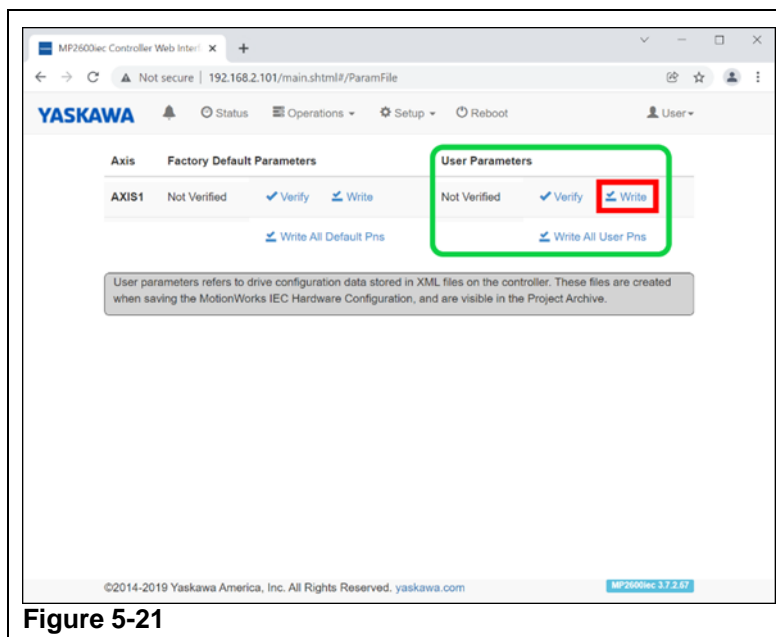 MP2600iec Controller Web Interf
Not secure | 192.168.2.101/main.shtml#/ParamFile
YASKAWA Status Operations Setup Reboot User
Axis Factory Default Parameters User Parameters
AXIS1 Not Verified Verify Write Not Verified Verify Write
Write All Default Pns Write All User Pns
User parameters refers to drive configuration data stored in XML files on the controller. These files are created
when saving the MotionWorks IEC Hardware Configuration, and are visible in the Project Archive.
©2014-2019 Yaskawa America, Inc. All Rights Reserved. yaskawa.com MP2600iec 3.7.2.67
Figure 5-21